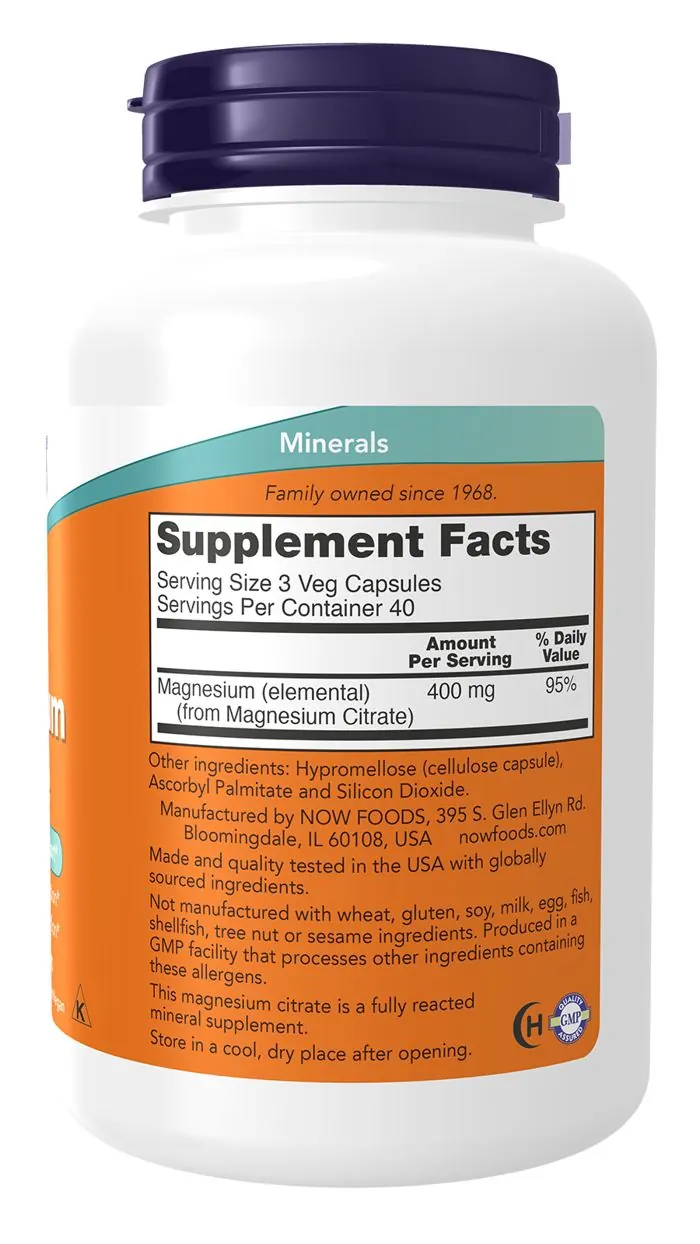 Minerals
Family owned since 1968.
Supplement Facts
Serving Size 3 Veg Capsules
Servings Per Container 40
Amount Per Serving
% Daily Value
Magnesium (elemental) 400 mg 95%
(from Magnesium Citrate)
Other ingredients: Hypromellose (cellulose capsule),
Ascorbyl Palmitate and Silicon Dioxide.
Manufactured by NOW FOODS, 395 S. Glen Ellyn Rd.
Bloomingdale, IL 60108, USA nowfoods.com
Made and quality tested in the USA with globally
sourced ingredients.
Not manufactured with wheat, gluten, soy, milk, egg, fish,
shellfish, tree nut or sesame ingredients. Produced in a
GMP facility that processes other ingredients containing
these allergens.
This magnesium citrate is a fully reacted
mineral supplement.
Store in a cool, dry place after opening.
K
H
QUALITY
GMP
ASSURED